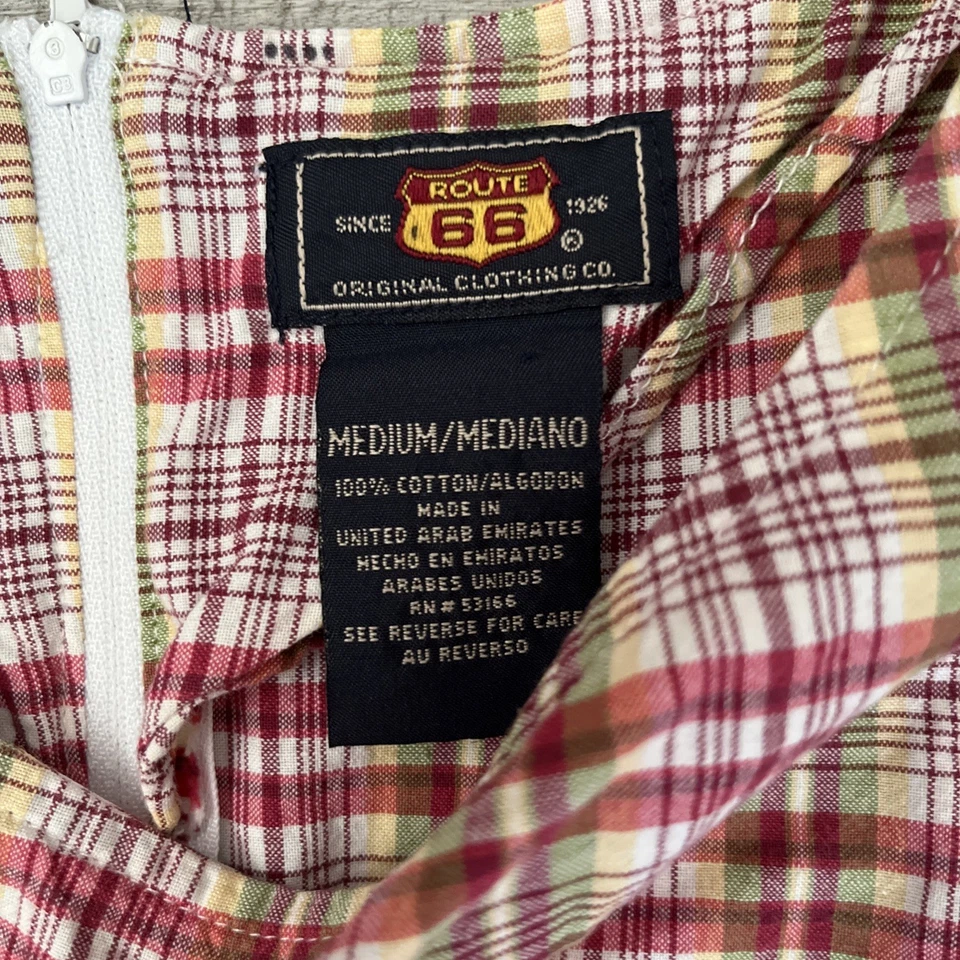 ROUTE
SINCE 66 1926
®
ORIGINAL CLOTHING CO.
MEDIUM/MEDIANO
100% COTTON/ALGODON
MADE IN
UNITED ARAB EMIRATES
HECHO EN EMIRATOS
ARABES UNIDOS
RN# 53166
SEE REVERSE FOR CARE
AU REVERSO